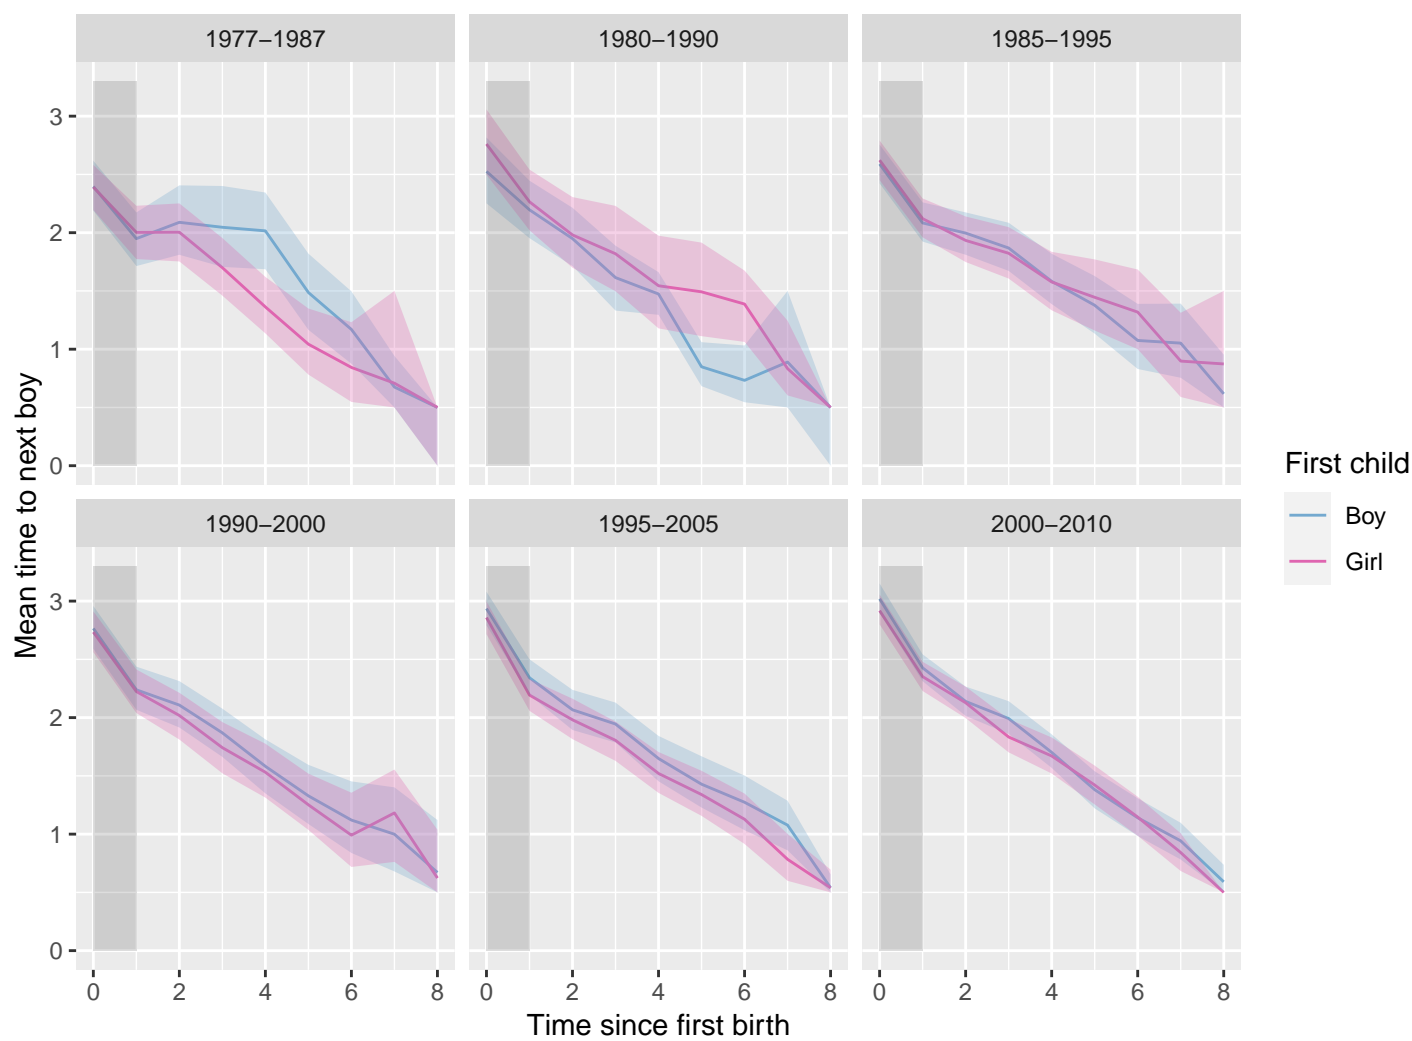 1977–1987
1980–1990
1985–1995
3
2
1
0
Mean time to next boy
First child
Boy
Girl
1990–2000
1995–2005
2000–2010
3
2
1
0
0 2 4 6 8
0 2 4 6 8
0 2 4 6 8
Time since first birth